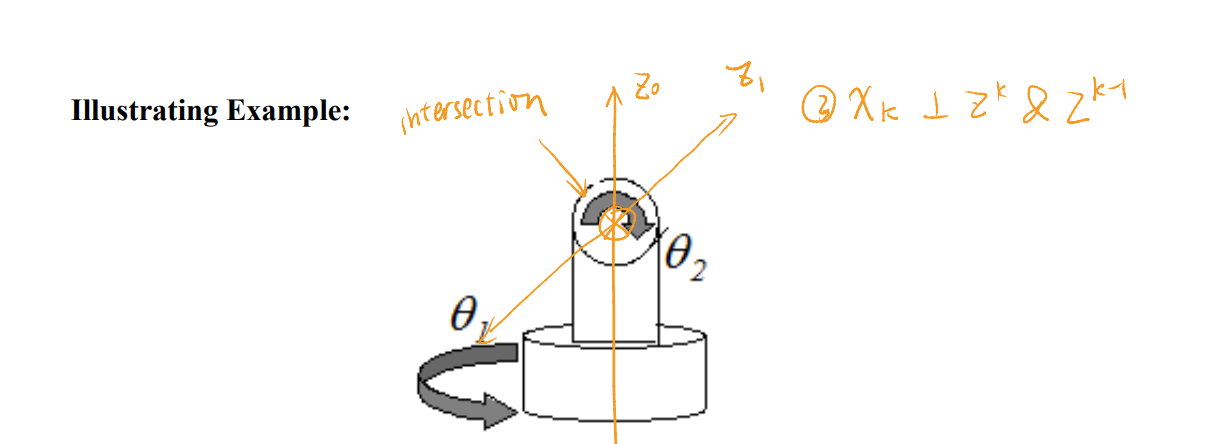 Illustrating Example:
intersection
Z₀
Z₁
③ Xₖ ⊥ Zᵏ & Zᵏ⁻¹
θ₂
θ₁